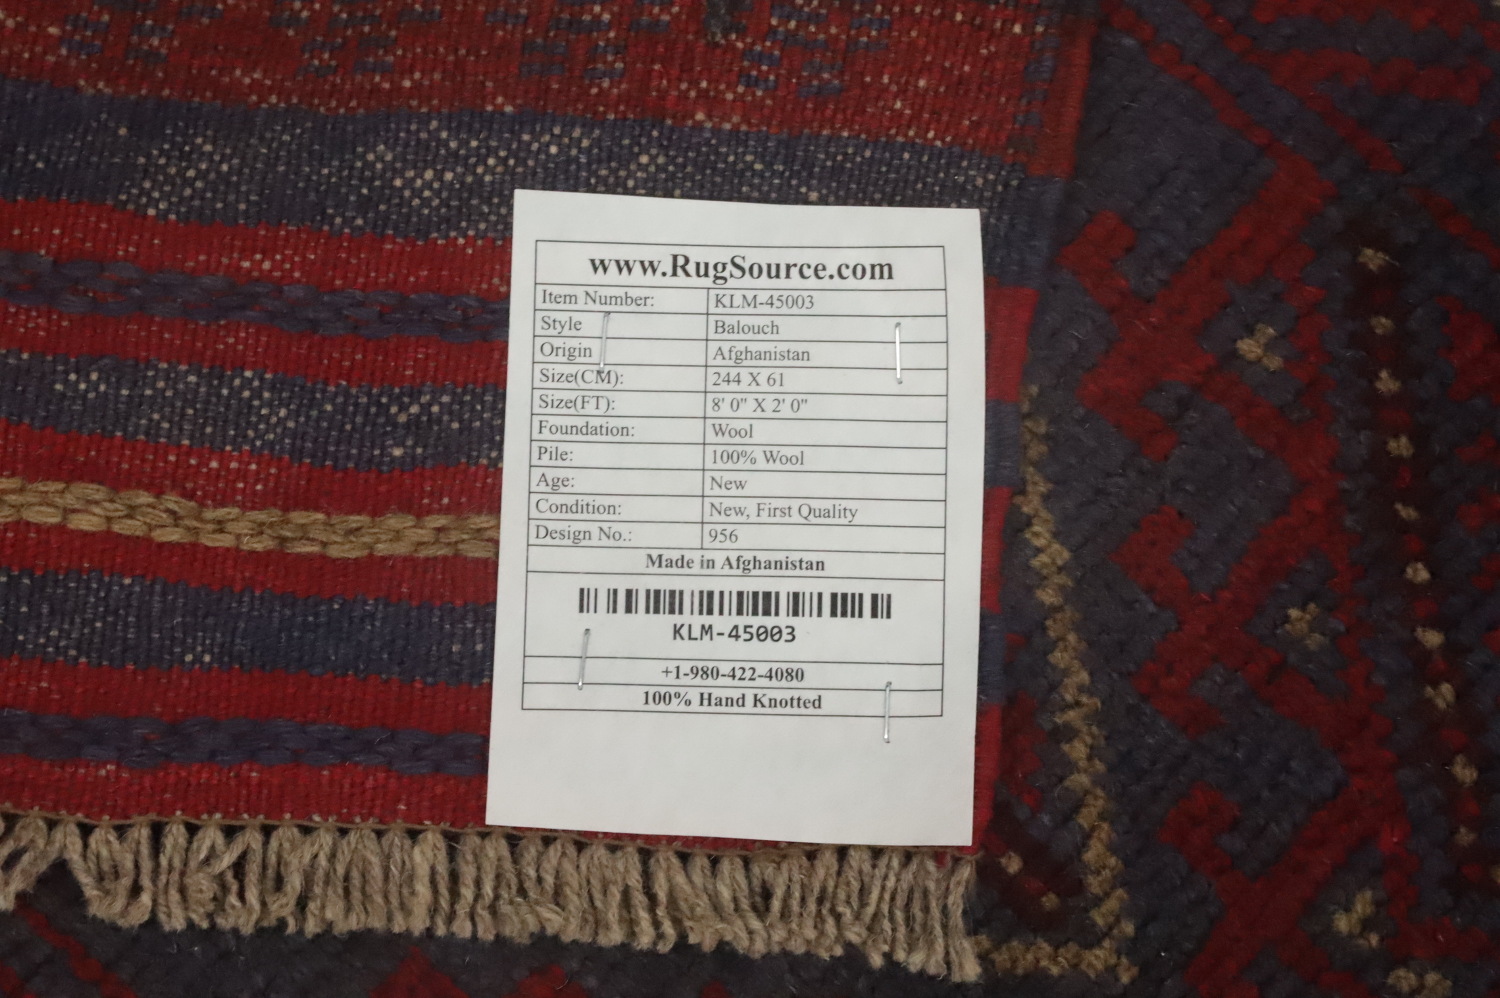 www.RugSource.com
Item Number: KLM-45003
Style Balouch
Origin Afghanistan
Size(CM): 244 X 61
Size(FT): 8' 0" X 2' 0"
Foundation: Wool
Pile: 100% Wool
Age: New
Condition: New, First Quality
Design No.: 956
Made in Afghanistan
KLM-45003
+1-980-422-4080
100% Hand Knotted